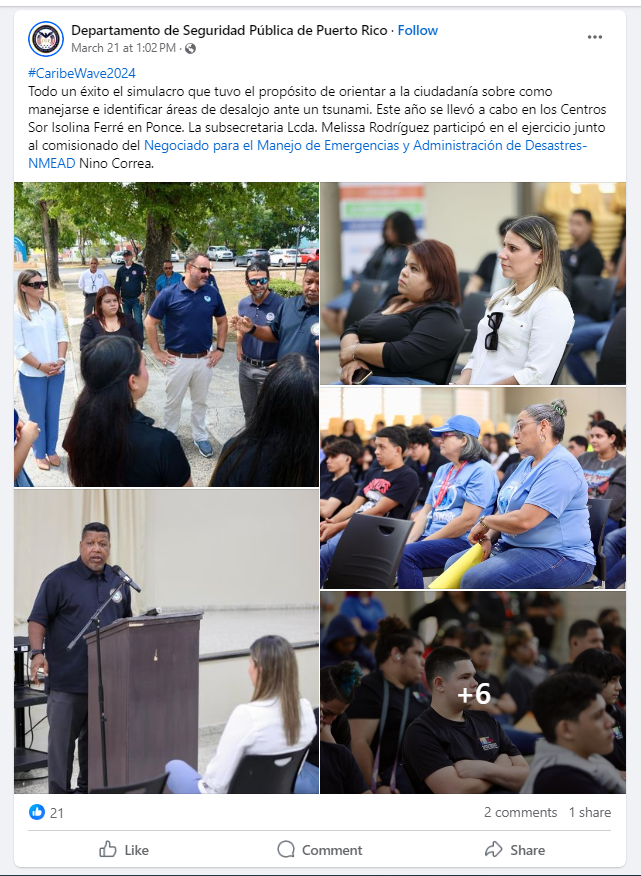 Departamento de Seguridad Pública de Puerto Rico · Follow
March 21 at 1:02 PM ·
#CaribeWave2024
Todo un éxito el simulacro que tuvo el propósito de orientar a la ciudadanía sobre como
manejarse e identificar áreas de desalojo ante un tsunami. Este año se llevó a cabo en los Centros
Sor Isolina Ferré en Ponce. La subsecretaria Lcda. Melissa Rodríguez participó en el ejercicio junto
al comisionado del Negociado para el Manejo de Emergencias y Administración de Desastres-
NMEAD Nino Correa.
+6
21
2 comments 1 share
Like Comment Share